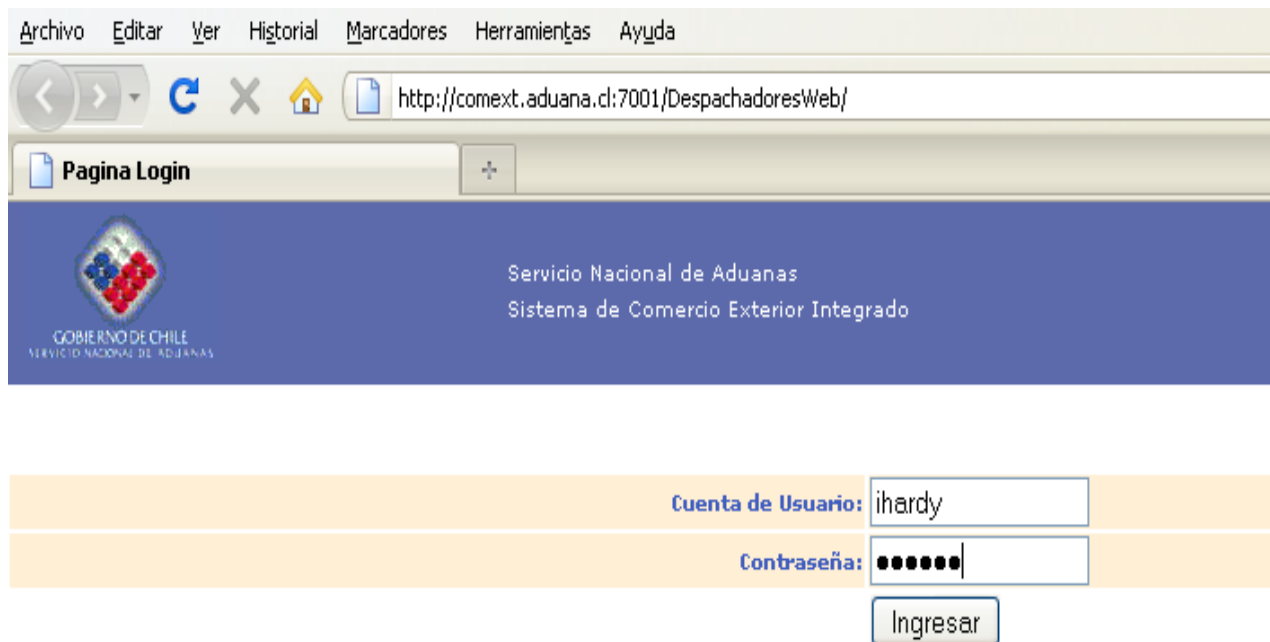 Archivo Editar Ver Historial Marcadores Herramientas Ayuda
http://comext.aduana.cl:7001/DespachadoresWeb/
Pagina Login
Servicio Nacional de Aduanas
Sistema de Comercio Exterior Integrado
GOBIERNO DE CHILE
SERVICIO NACIONAL DE ADUANAS
Cuenta de Usuario: ihardy
Contraseña: ••••••
Ingresar